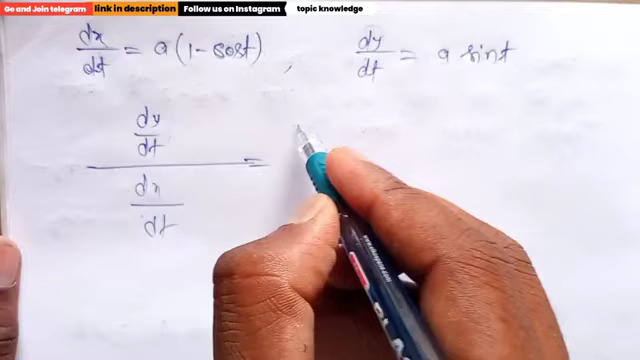 Go and Join telegram link in description Follow us on Instagram topic knowledge
dx/dt = a (1 - cost), dy/dt = a sint
dy/dt
dx/dt =